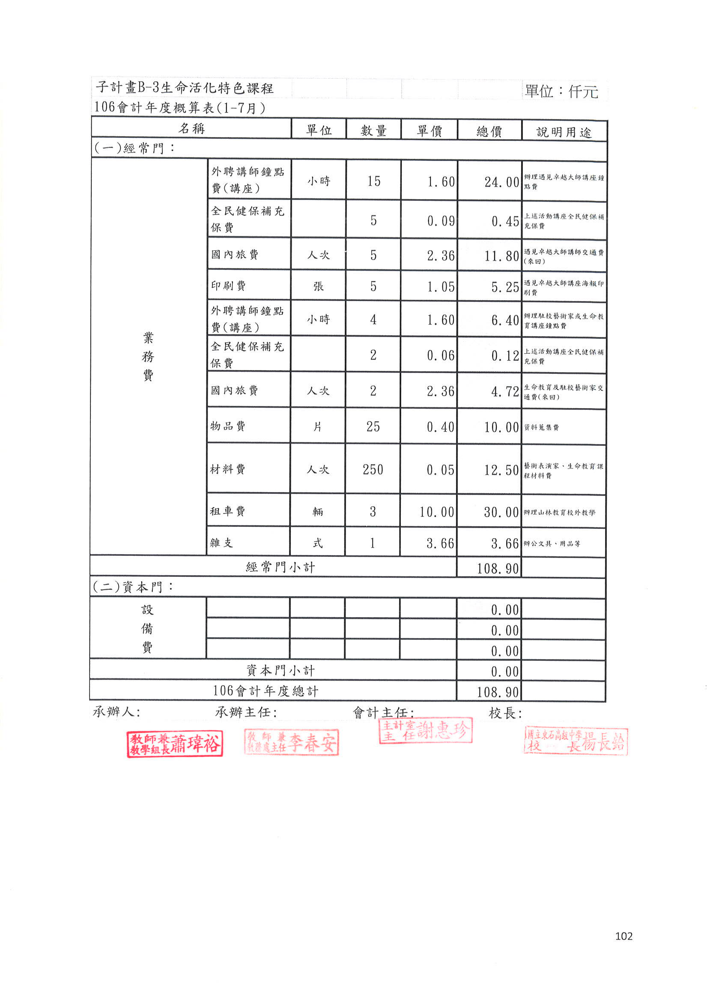 子計畫B-3生命活化特色課程
單位：仟元
106會計年度概算表(1-7月)
名稱 單位 數量 單價 總價 說明用途
(一)經常門：
業務費
外聘講師鐘點費(講座) 小時 15 1.60 24.00 辦理遇見卓越大師講座鐘點費
全民健保補充保費 5 0.09 0.45 上述活動講座全民健保補充保費
國內旅費 人次 5 2.36 11.80 遇見卓越大師講師交通費(來回)
印刷費 張 5 1.05 5.25 遇見卓越大師講座海報印刷費
外聘講師鐘點費(講座) 小時 4 1.60 6.40 辦理駐校藝術家或生命教育講座鐘點費
全民健保補充保費 2 0.06 0.12 上述活動講座全民健保補充保費
國內旅費 人次 2 2.36 4.72 生命教育及駐校藝術家交通費(來回)
物品費 片 25 0.40 10.00 資料蒐集費
材料費 人次 250 0.05 12.50 藝術表演家、生命教育課程材料費
租車費 輛 3 10.00 30.00 辦理山林教育校外教學
雜支 式 1 3.66 3.66 辦公文具、用品等
經常門小計 108.90
(二)資本門：
設備費
0.00
0.00
0.00
資本門小計 0.00
106會計年度總計 108.90
承辦人: 承辦主任: 會計主任: 校長:
教師兼教學組長蕭瑋裕
教師兼教務處主任李春安
主計室主任謝惠珍
國立東石高級中學校長楊長鋡
102